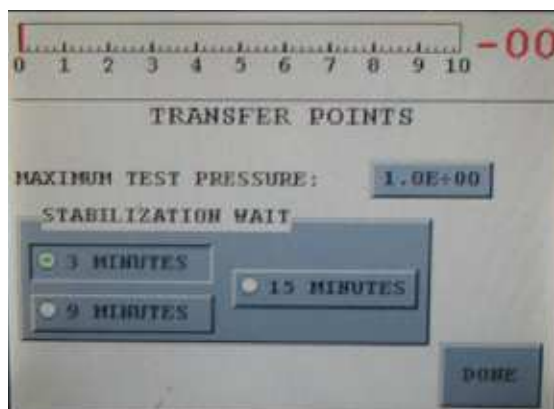 -00
0 1 2 3 4 5 6 7 8 9 10
TRANSFER POINTS
MAXIMUM TEST PRESSURE: 1.0E+00
STABILIZATION WAIT
3 MINUTES
15 MINUTES
9 MINUTES
DONE